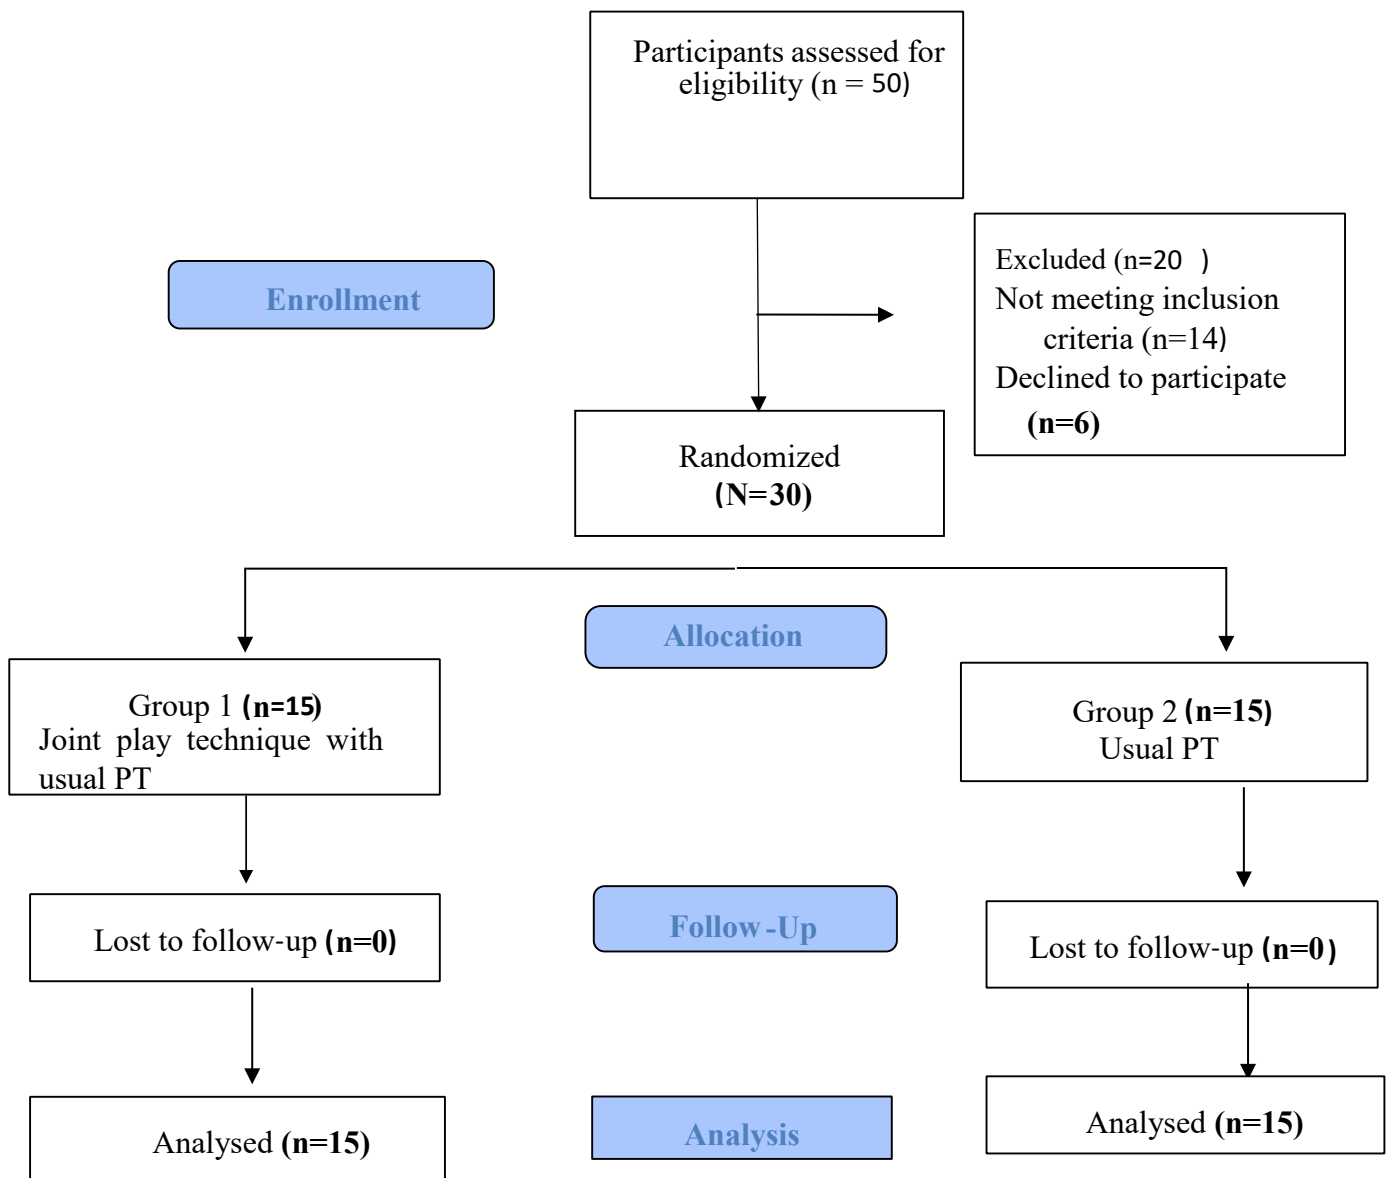 Participants assessed for
eligibility (n = 50)
Enrollment
Excluded (n=20 )
Not meeting inclusion
criteria (n=14)
Declined to participate
(n=6)
Randomized
(N=30)
Allocation
Group 1 (n=15)
Joint play technique with
usual PT
Group 2 (n=15)
Usual PT
Lost to follow-up (n=0)
Follow-Up
Lost to follow-up (n=0)
Analysed (n=15)
Analysis
Analysed (n=15)